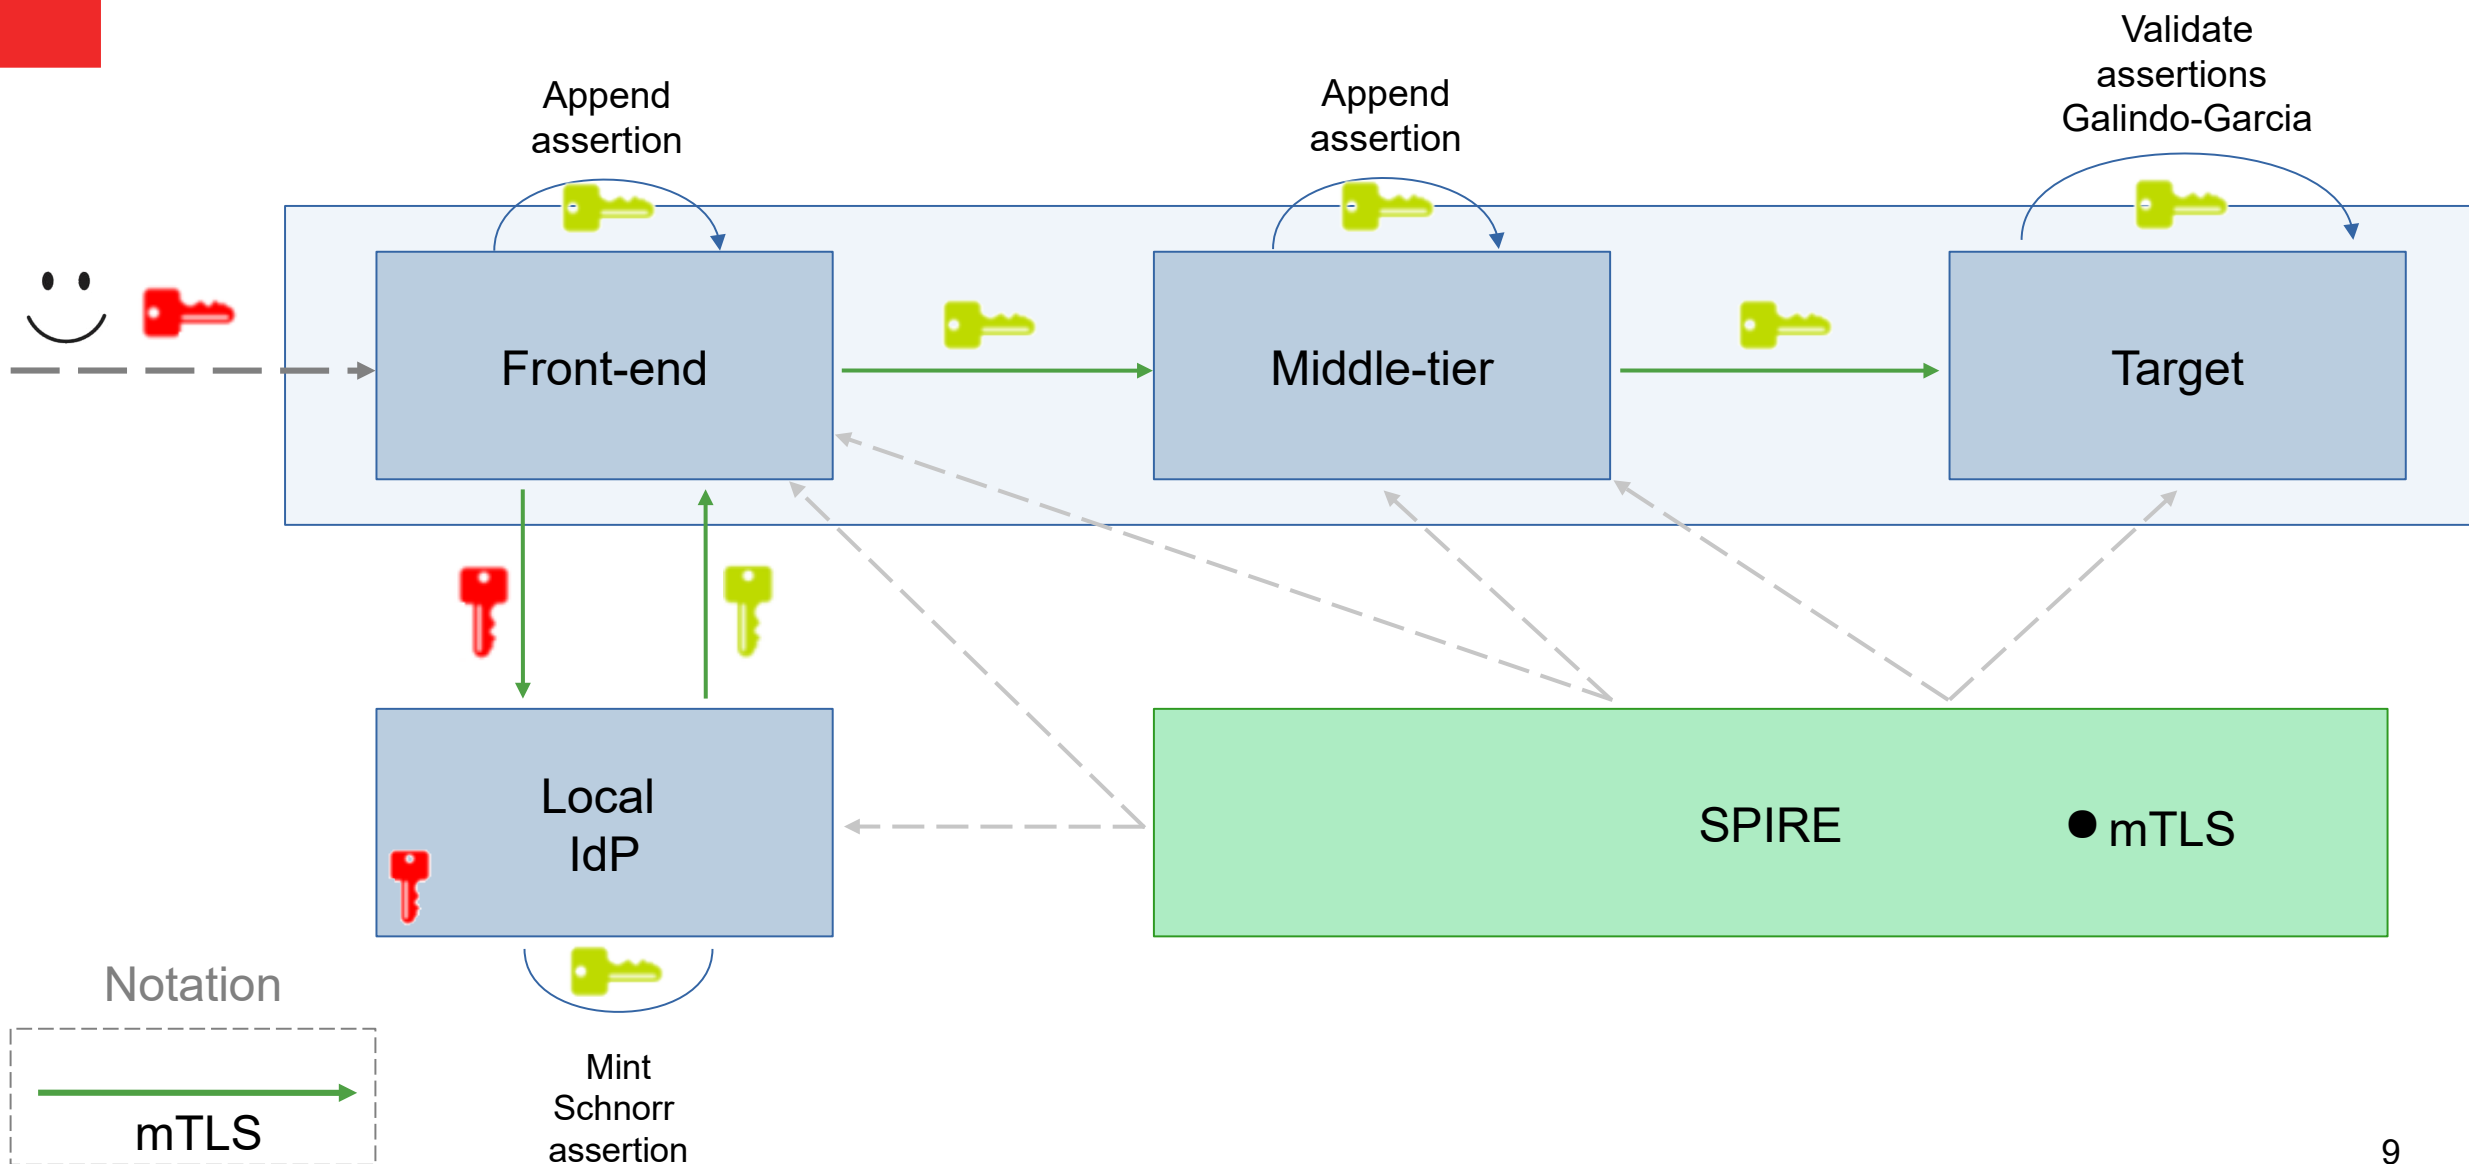 Append
assertion
Append
assertion
Validate
assertions
Galindo-Garcia
Front-end
Middle-tier
Target
Local
IdP
SPIRE
● mTLS
Notation
mTLS
Mint
Schnorr
assertion
9